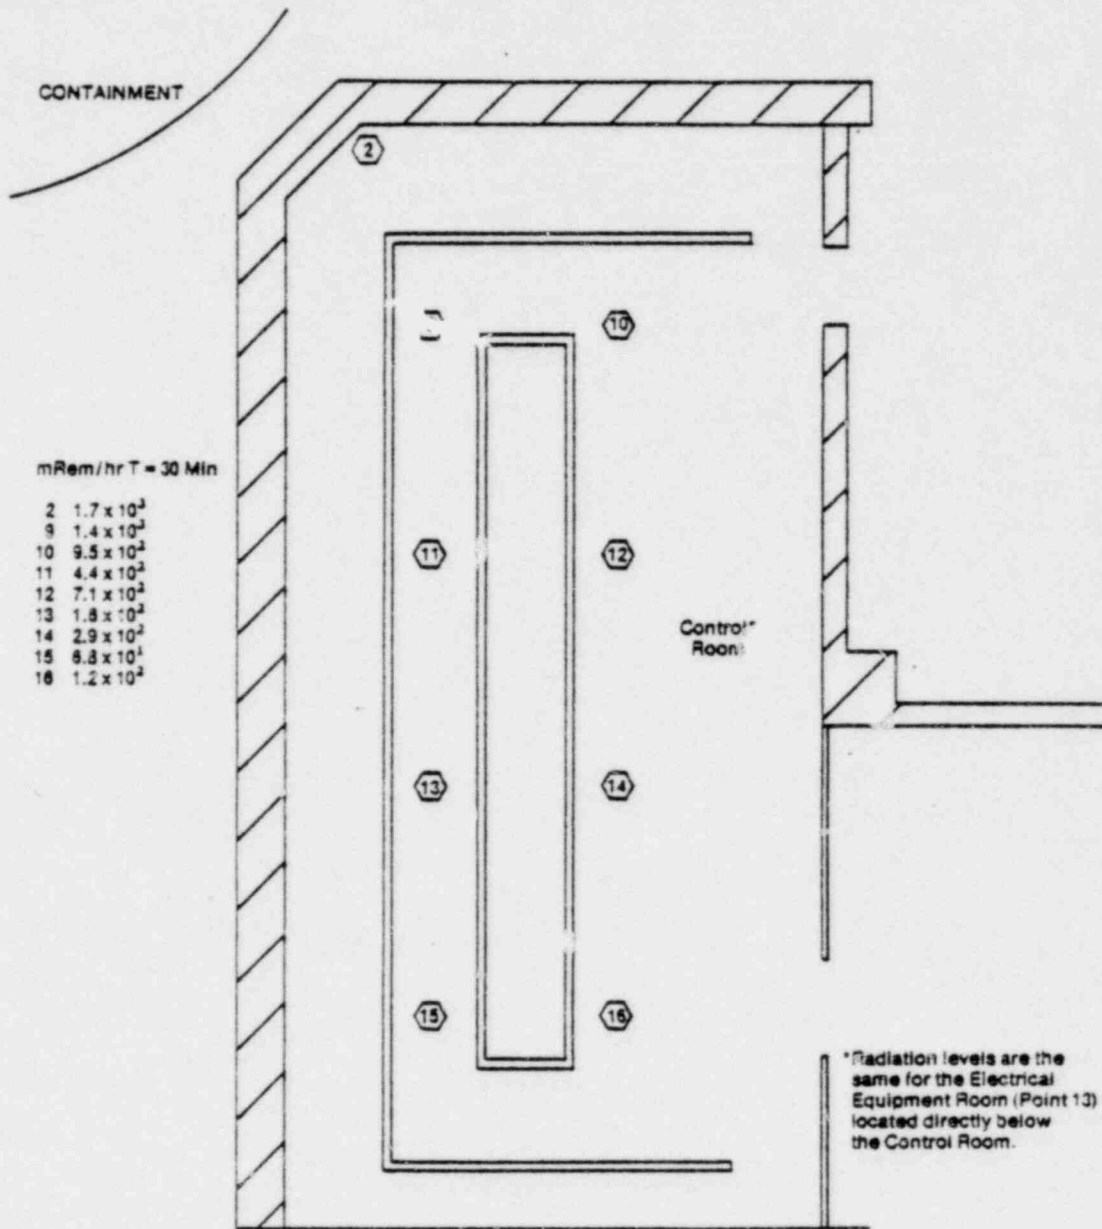 CONTAINMENT
2
10
mRem/hr T = 30 Min
2 1.7 x 10³
9 1.4 x 10³
10 9.5 x 10²
11 4.4 x 10²
12 7.1 x 10²
13 x 10²
14 2.9 x 10²
15 6.8 x 10¹
16 1.2 x 10²
11
12
Control*
Room
13
14
15
16
*Radiation levels are the
same for the Electrical
Equipment Room (Point 13)
located directly below
the Control Room.